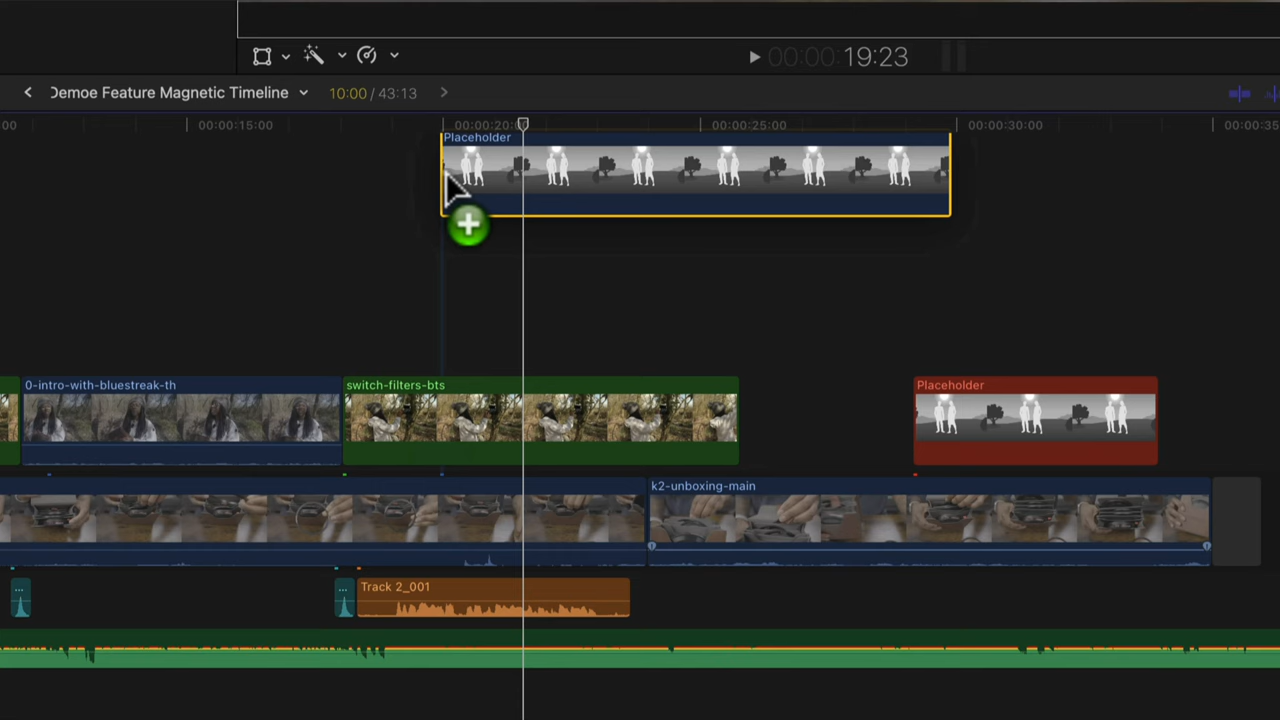 00:00:00:19:23
Demoe Feature Magnetic Timeline
10:00 / 43:13
:00
00:00:15:00
00:00:20:00
00:00:25:00
00:00:30:00
00:00:35
Placeholder
0-intro-with-bluestreak-th
switch-filters-bts
Placeholder
k2-unboxing-main
...
...
Track 2_001